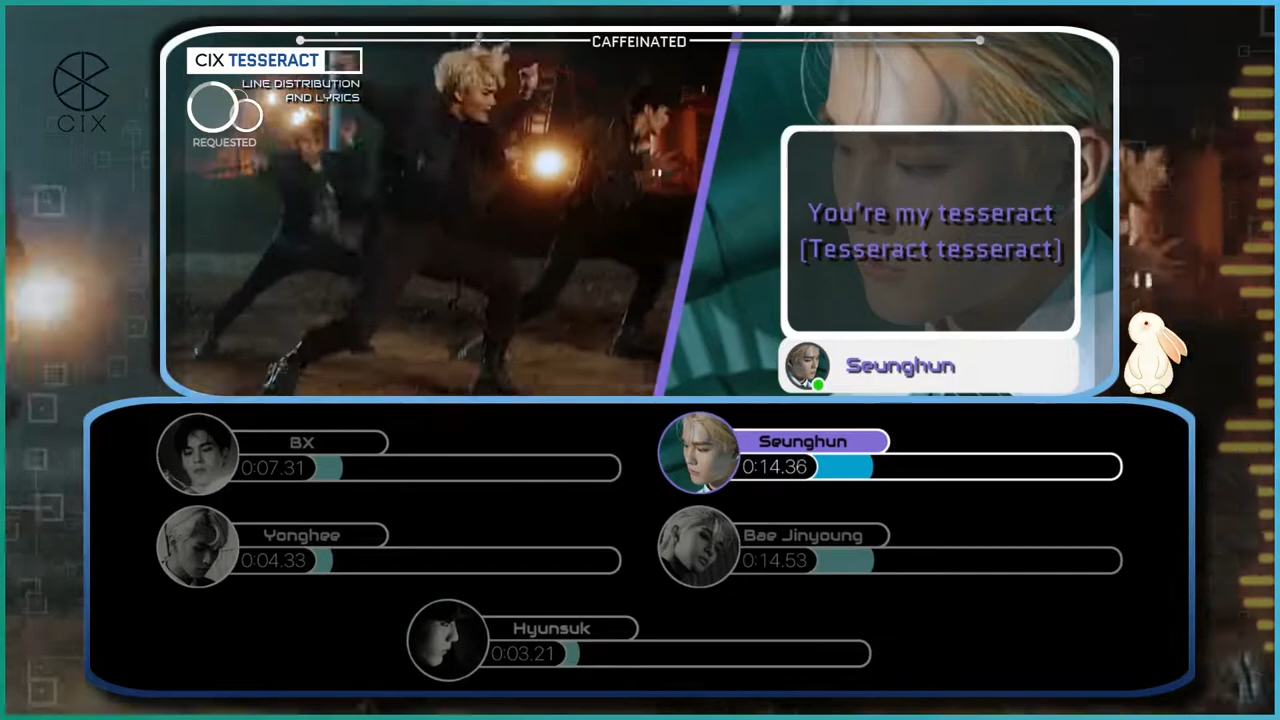 CAFFEINATED
CIX TESSERACT
LINE DISTRIBUTION
AND LYRICS
REQUESTED
CIX
You're my tesseract
(Tesseract tesseract)
Seunghun
BX
0:07.31
Seunghun
0:14.36
Yonghee
0:04.33
Bae Jinyoung
0:14.53
Hyunsuk
0:03.21